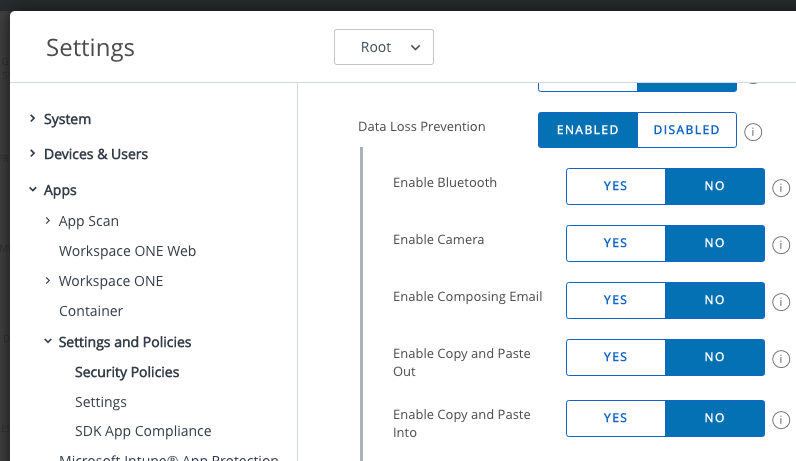 Settings
Root
System
Devices & Users
Apps
App Scan
Workspace ONE Web
Workspace ONE
Container
Settings and Policies
Security Policies
Settings
SDK App Compliance
Microsoft Intune® App Protection
Data Loss Prevention
ENABLED DISABLED
Enable Bluetooth
YES NO
Enable Camera
YES NO
Enable Composing Email
YES NO
Enable Copy and Paste
Out
YES NO
Enable Copy and Paste
Into
YES NO